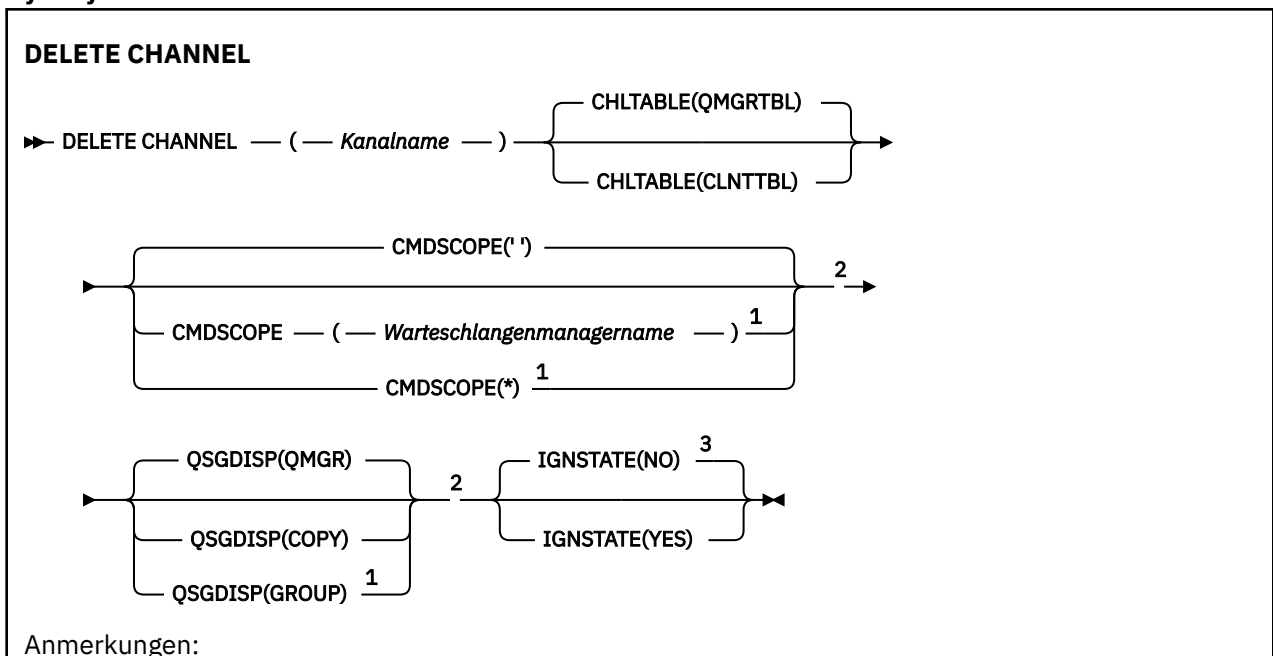 DELETE CHANNEL
CHLTABLE(QMGRTBL)
DELETE CHANNEL ( Kanalname )
CHLTABLE(CLNTTBL)
CMDSCOPE(' ')
2
CMDSCOPE ( Warteschlangenmanagername ) 1
CMDSCOPE(*) 1
QSGDISP(QMGR) 2 IGNSTATE(NO) 3
QSGDISP(COPY) IGNSTATE(YES)
QSGDISP(GROUP) 1
Anmerkungen: